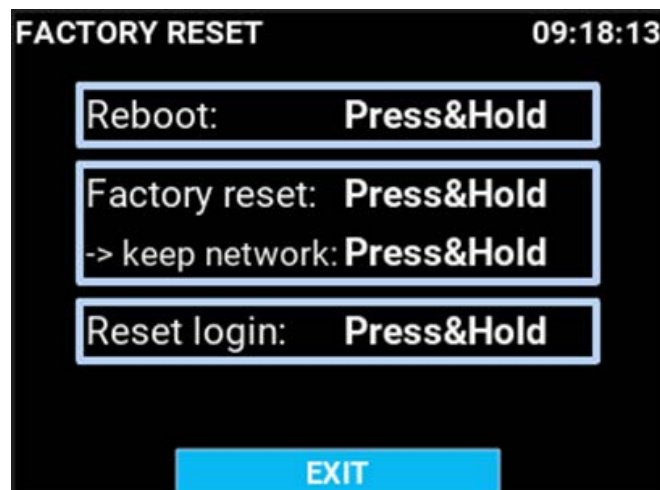 FACTORY RESET 09:18:13
Reboot: Press&Hold
Factory reset: Press&Hold
-> keep network: Press&Hold
Reset login: Press&Hold
EXIT